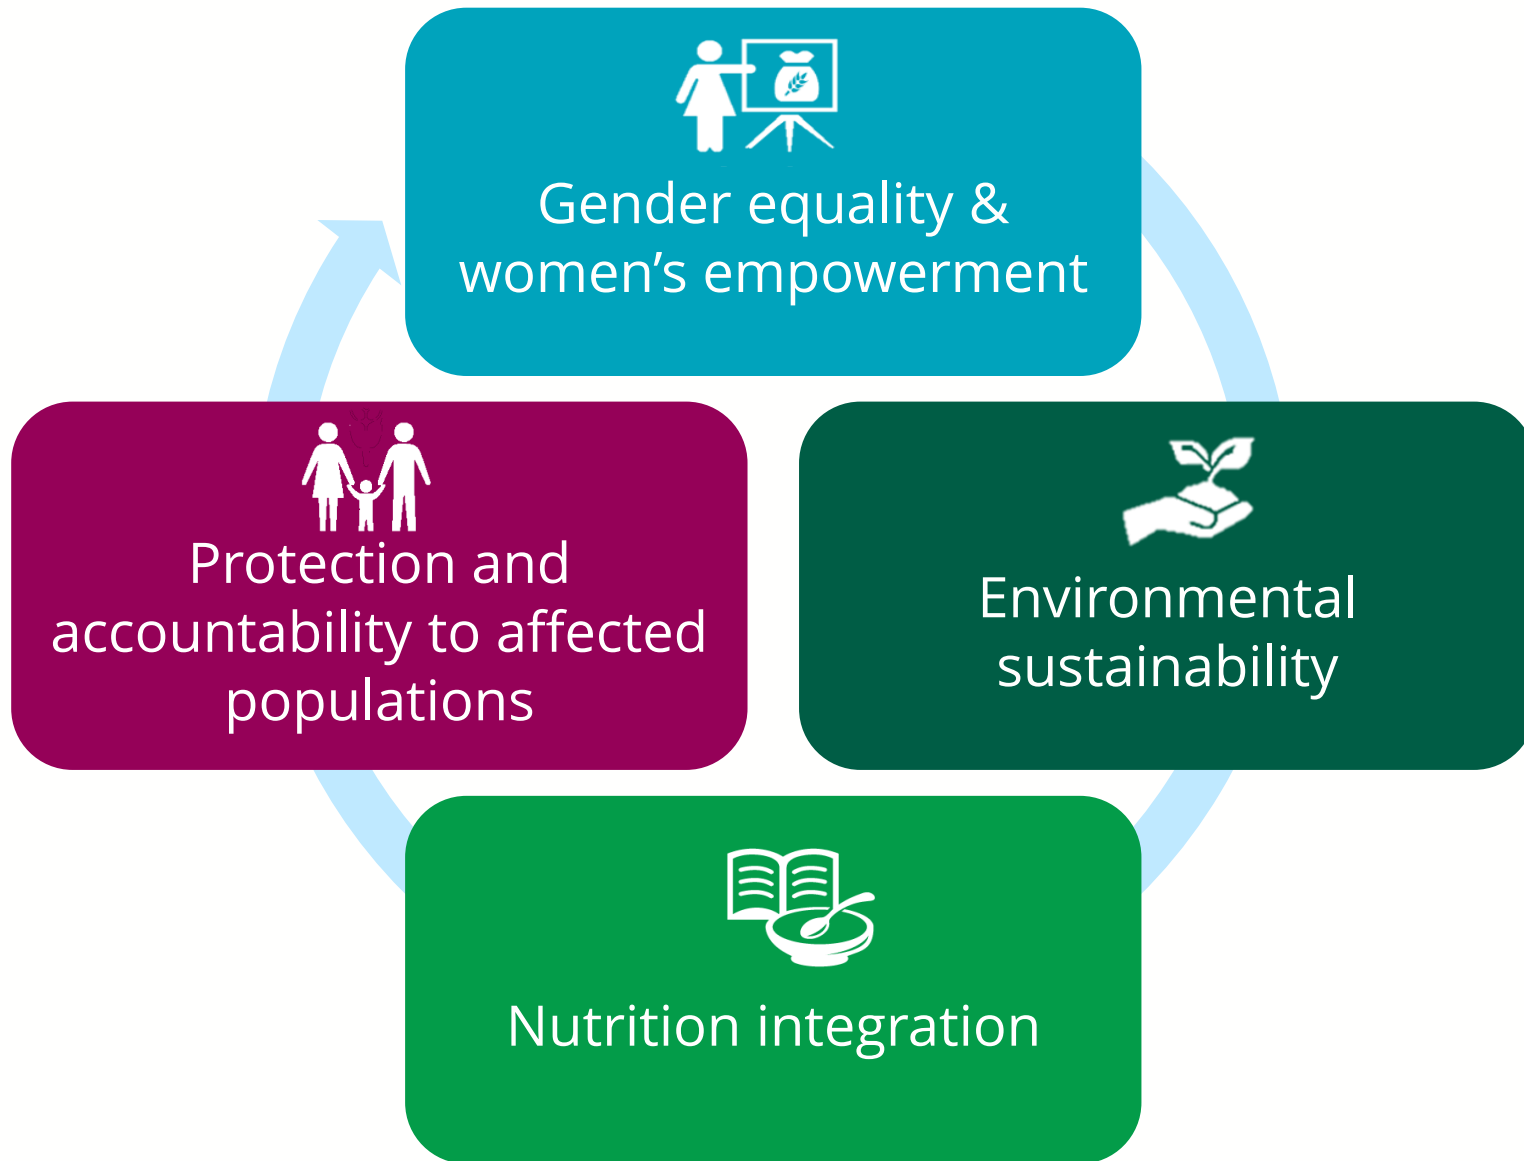 Gender equality &
women’s empowerment
Protection and
accountability to affected
populations
Environmental
sustainability
Nutrition integration